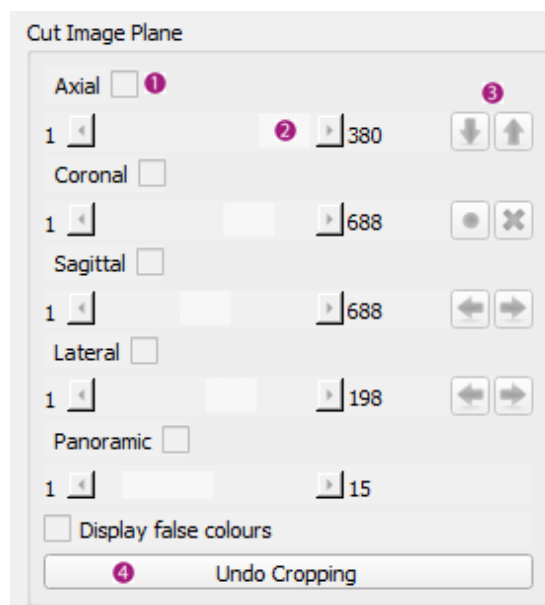 Cut Image Plane
Axial 1
3
1 2 380
Coronal
1 688
Sagittal
1 688
Lateral
1 198
Panoramic
1 15
Display false colours
4 Undo Cropping